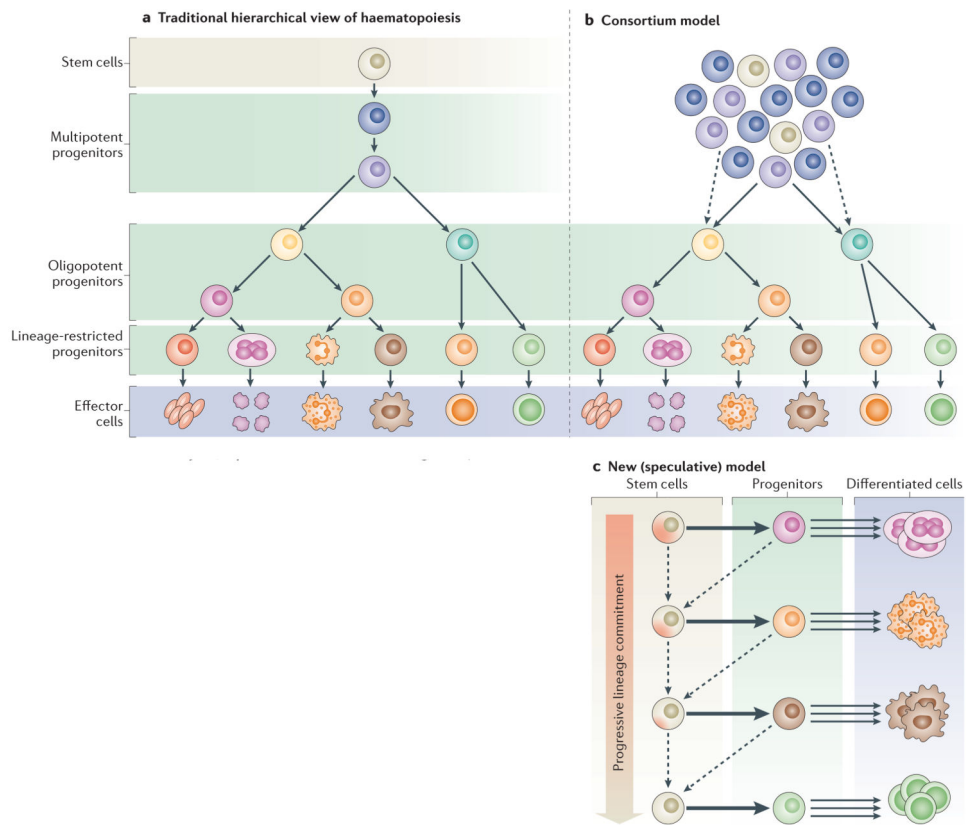 a Traditional hierarchical view of haematopoiesis
b Consortium model
Stem cells
Multipotent
progenitors
Oligopotent
progenitors
Lineage-restricted
progenitors
Effector
cells
c New (speculative) model
Stem cells
Progenitors
Differentiated cells
Progressive lineage commitment